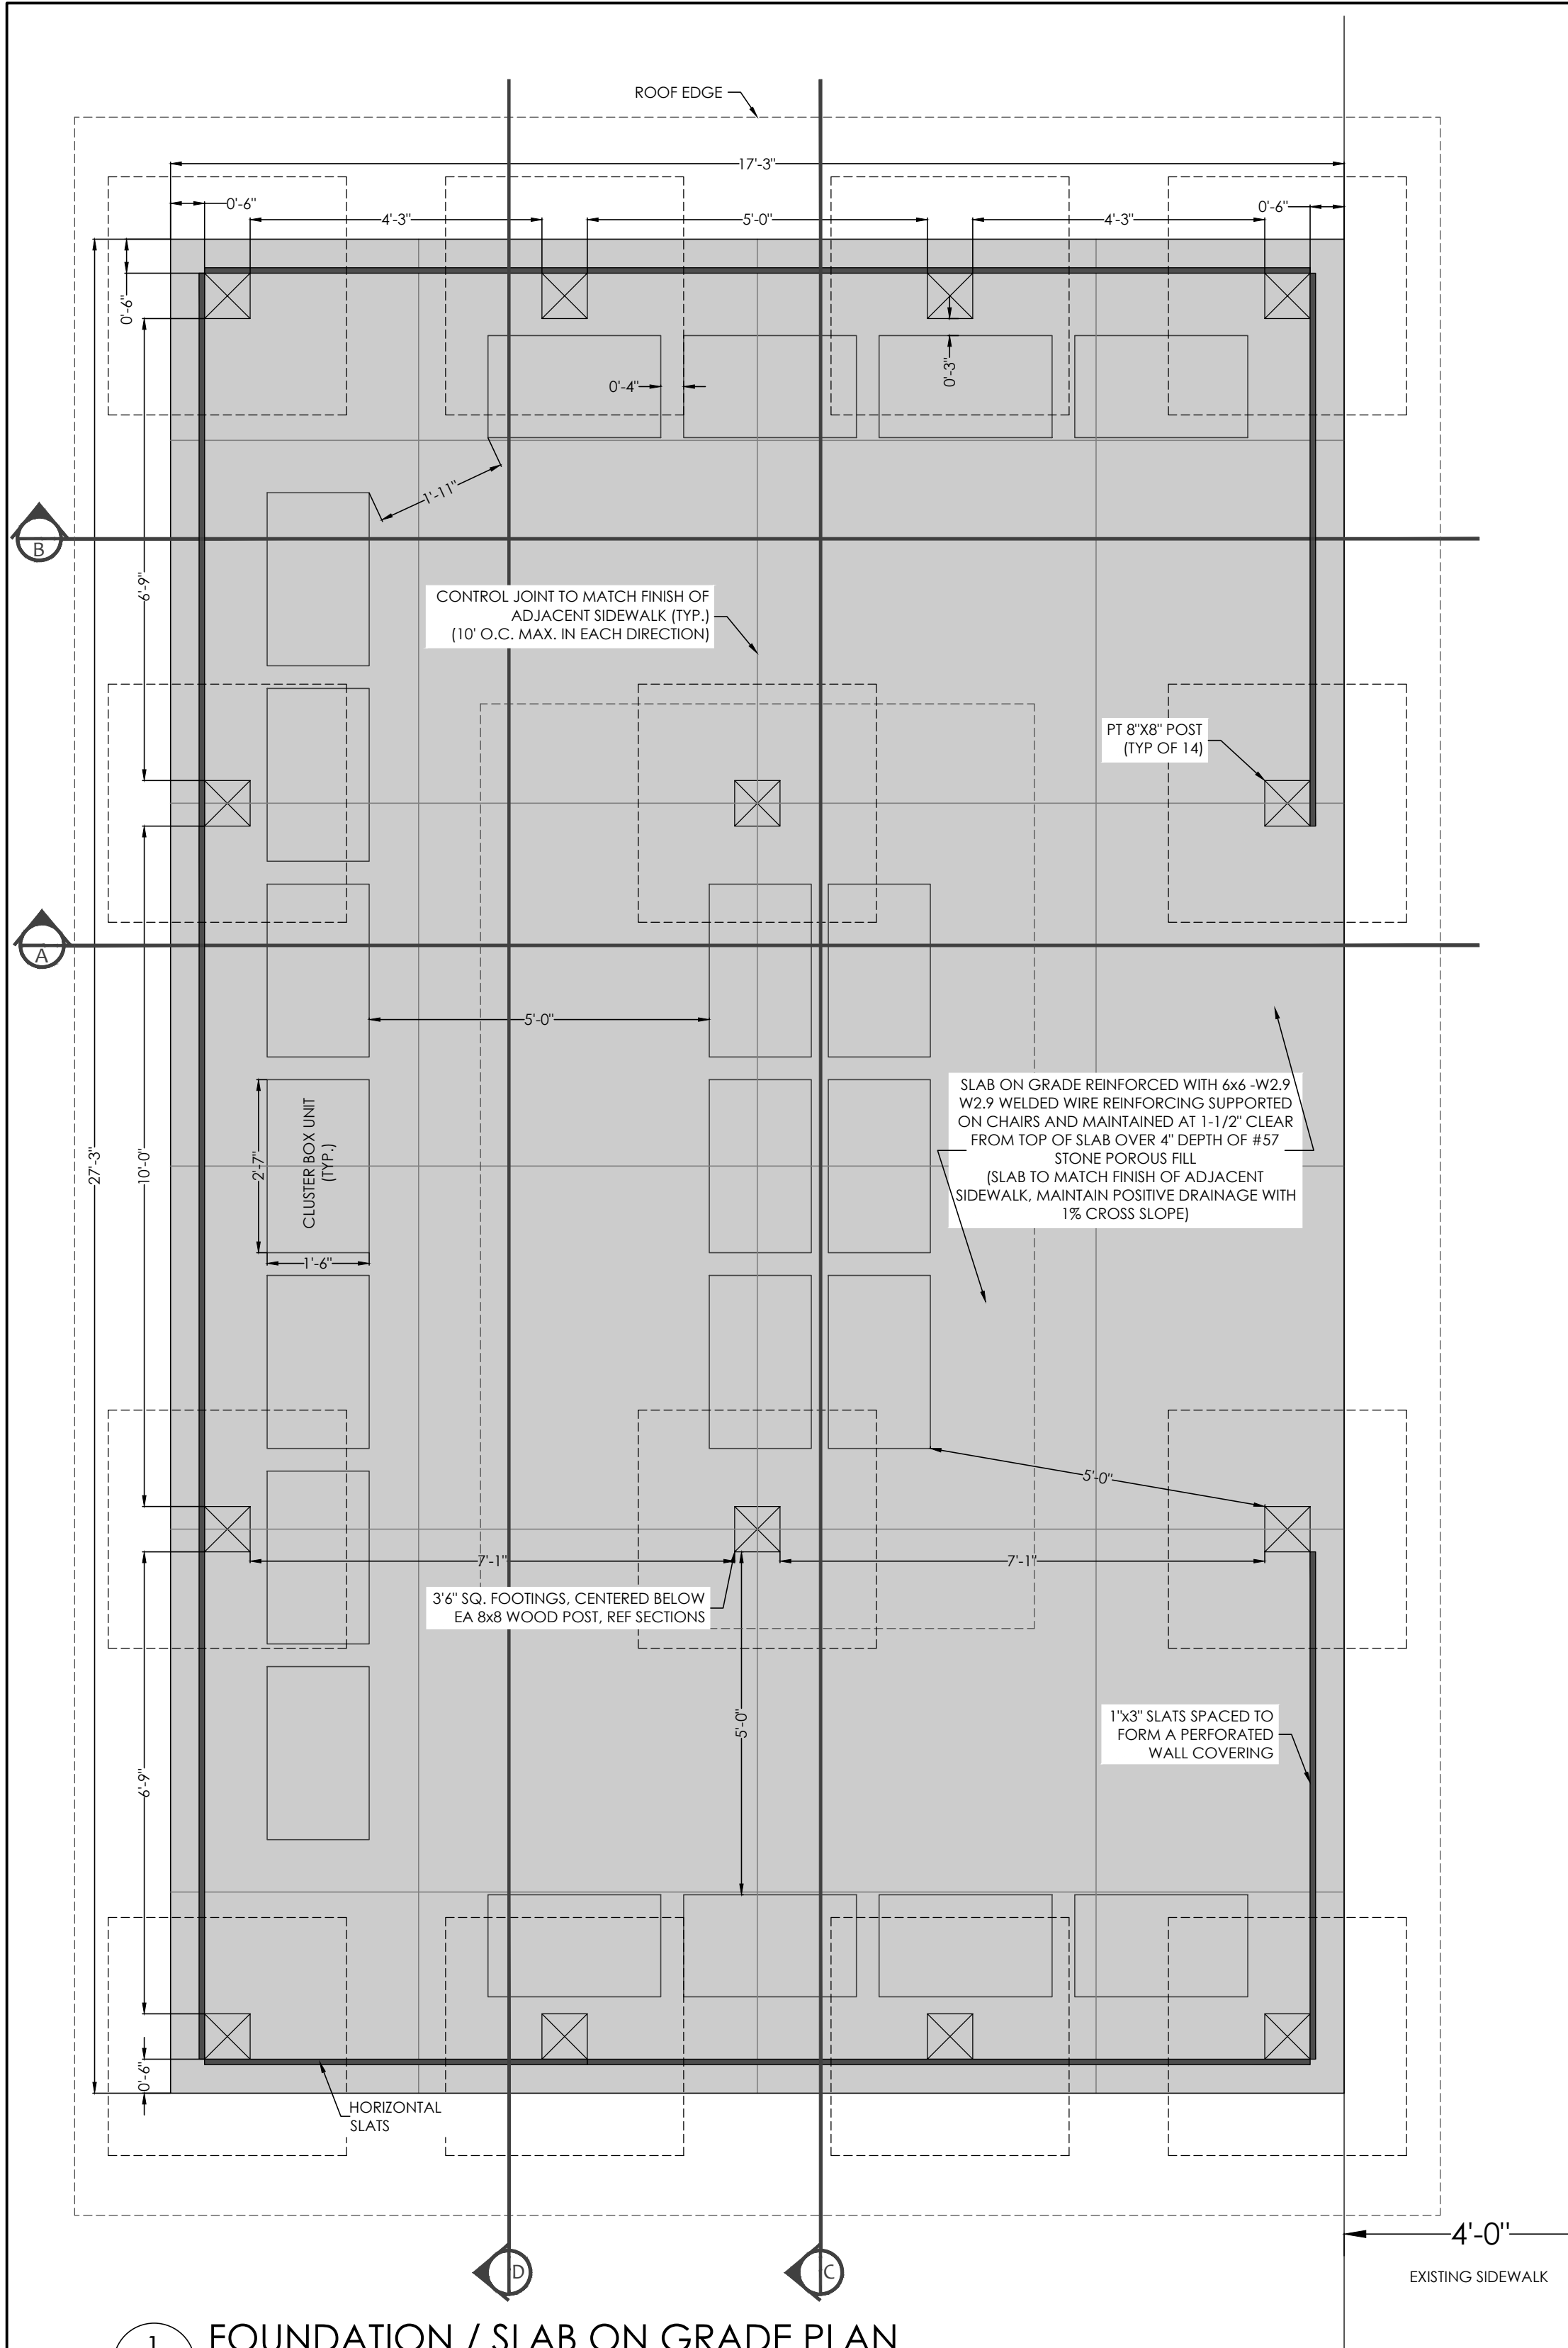 ROOF EDGE
17'-3"
0'-6"
4'-3"
5'-0"
4'-3"
0'-6"
0'-6"
0'-4"
0'-3"
1'-11"
B
6'-9"
CONTROL JOINT TO MATCH FINISH OF
ADJACENT SIDEWALK (TYP.)
(10' O.C. MAX. IN EACH DIRECTION)
PT 8"X8" POST
(TYP OF 14)
A
5'-0"
SLAB ON GRADE REINFORCED WITH 6x6 -W2.9
W2.9 WELDED WIRE REINFORCING SUPPORTED
ON CHAIRS AND MAINTAINED AT 1-1/2" CLEAR
FROM TOP OF SLAB OVER 4" DEPTH OF #57
STONE POROUS FILL
(SLAB TO MATCH FINISH OF ADJACENT
SIDEWALK, MAINTAIN POSITIVE DRAINAGE WITH
1% CROSS SLOPE)
27'-3"
10'-0"
2'-7"
CLUSTER BOX UNIT
(TYP.)
1'-6"
5'-0"
7'-1"
7'-1"
3'6" SQ. FOOTINGS, CENTERED BELOW
EA 8x8 WOOD POST, REF SECTIONS
5'-0"
1"x3" SLATS SPACED TO
FORM A PERFORATED
WALL COVERING
6'-9"
0'-6"
HORIZONTAL
SLATS
4'-0"
EXISTING SIDEWALK
D
C
1
FOUNDATION / SLAB ON GRADE PLAN